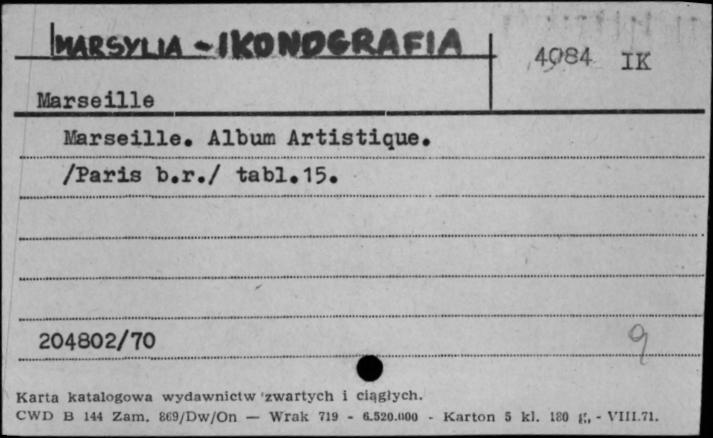 MARSYLIA - IKONOGRAFIA
4984 IK
Marseille
Marseille. Album Artistique.
/Paris b.r./ tabl.15.
204802/70
9
Karta katalogowa wydawnictw zwartych i ciągłych.
CWD B 144 Zam. 869/Dw/On — Wrak 719 - 6.520.000 - Karton 5 kl. 180 g, - VIII.71.